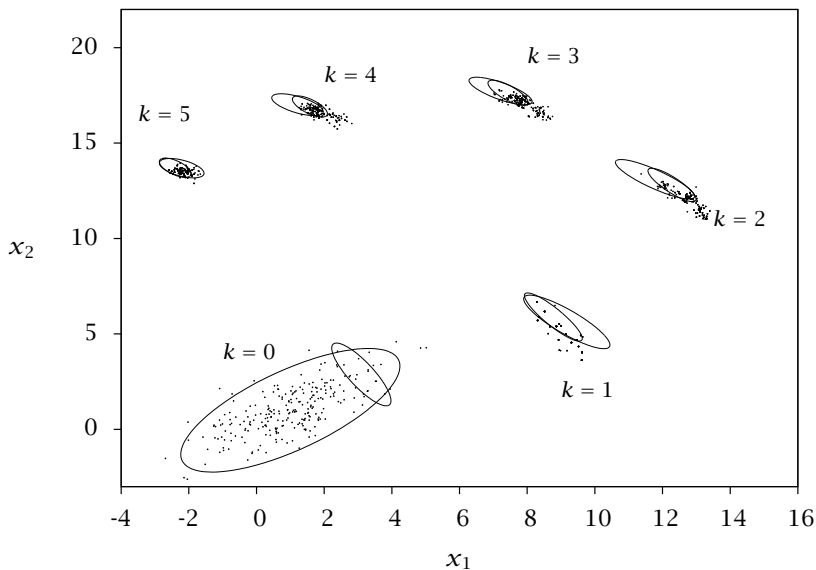 20
k = 3
k = 4
k = 5
15
10
k = 2
x2
5
k = 0
k = 1
0
-4 -2 0 2 4 6 8 10 12 14 16
x1